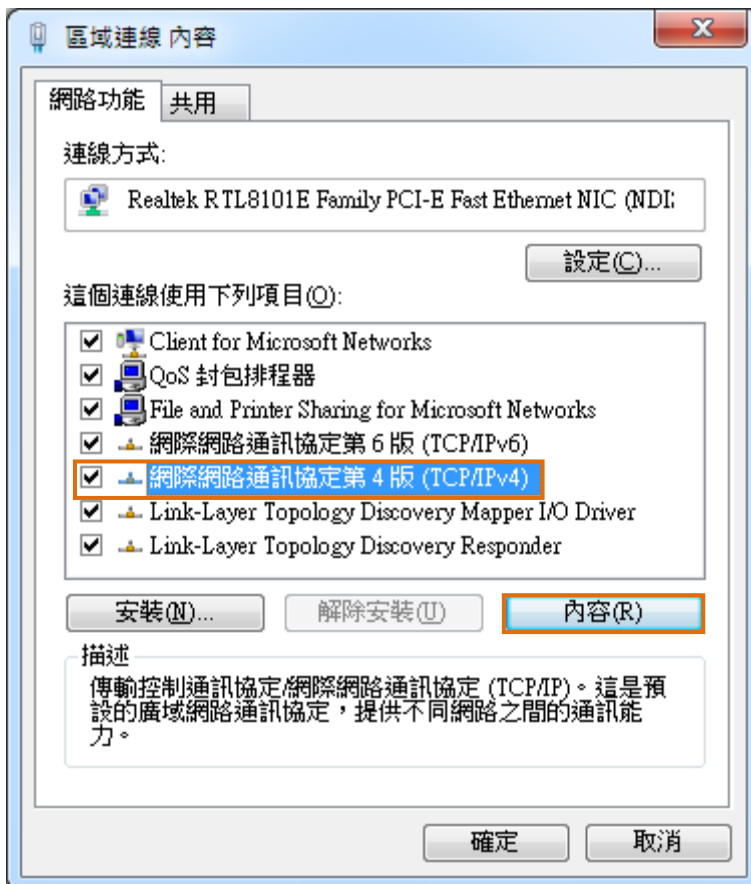 區域連線 內容
網路功能
共用
連線方式:
Realtek RTL8101E Family PCI-E Fast Ethernet NIC (NDI
設定(C)...
這個連線使用下列項目(O):
Client for Microsoft Networks
QoS 封包排程器
File and Printer Sharing for Microsoft Networks
網際網路通訊協定第 6 版 (TCP/IPv6)
網際網路通訊協定第 4 版 (TCP/IPv4)
Link-Layer Topology Discovery Mapper I/O Driver
Link-Layer Topology Discovery Responder
安裝(N)...
解除安裝(U)
內容(R)
描述
傳輸控制通訊協定/網際網路通訊協定 (TCP/IP)。這是預
設的廣域網路通訊協定，提供不同網路之間的通訊能
力。
確定
取消